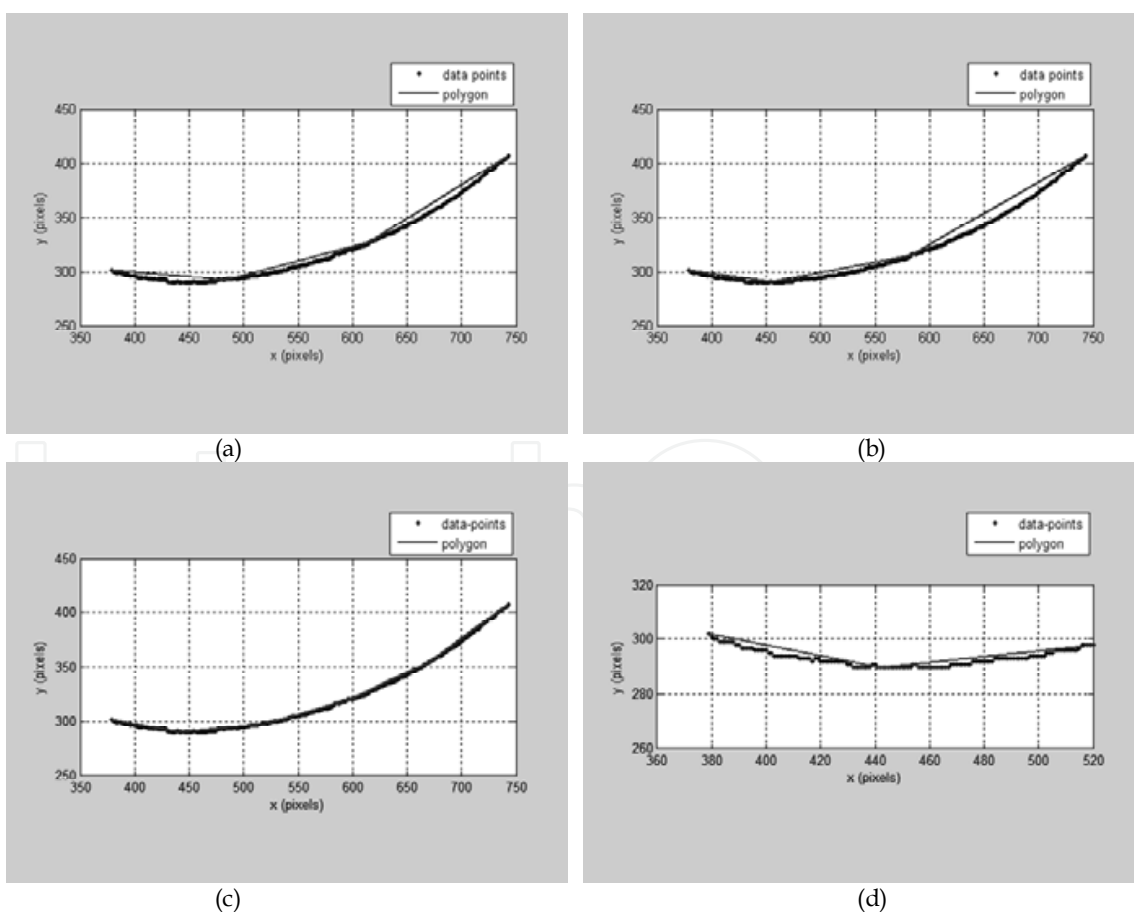 data points
polygon
450
400
350
300
250
y (pixels)
350 400 450 500 550 600 650 700 750
x (pixels)
(a)
data points
polygon
450
400
350
300
250
y (pixels)
350 400 450 500 550 600 650 700 750
x (pixels)
(b)
data-points
polygon
450
400
350
300
250
y (pixels)
350 400 450 500 550 600 650 700 750
x (pixels)
(c)
data-points
polygon
320
300
280
260
y (pixels)
360 380 400 420 440 460 480 500 520
x (pixels)
(d)